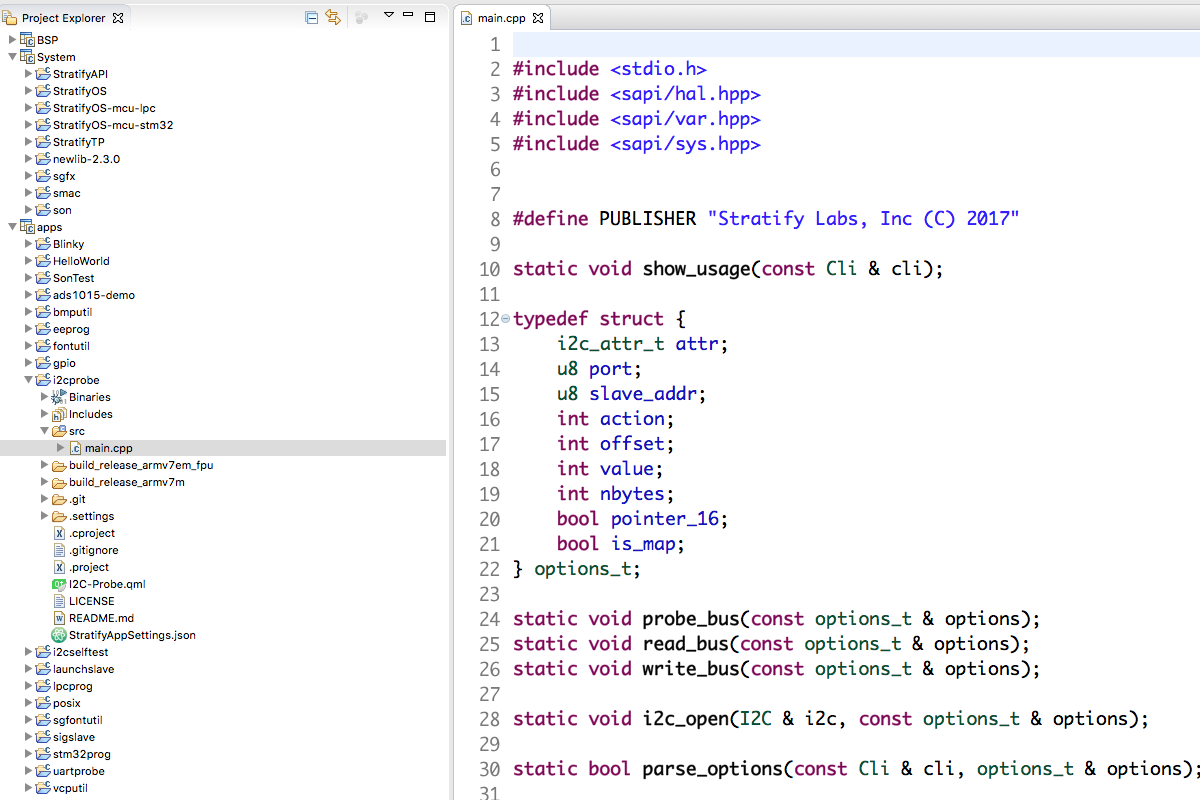 Project Explorer
BSP
System
StratifyAPI
StratifyOS
StratifyOS-mcu-lpc
StratifyOS-mcu-stm32
StratifyTP
newlib-2.3.0
sgfx
smac
son
apps
Blinky
HelloWorld
SonTest
ads1015-demo
bmputil
eeprog
fontutil
gpio
i2cprobe
Binaries
Includes
src
main.cpp
build_release_armv7em_fpu
build_release_armv7m
.git
.settings
.cproject
.gitignore
.project
I2C-Probe.qml
LICENSE
README.md
StratifyAppSettings.json
i2cselftest
launchslave
lpcprog
posix
sgfontutil
sigslave
stm32prog
uartprobe
vcputil
main.cpp
1
2 #include <stdio.h>
3 #include <sapi/hal.hpp>
4 #include <sapi/var.hpp>
5 #include <sapi/sys.hpp>
6
7
8 #define PUBLISHER "Stratify Labs, Inc (C) 2017"
9
10 static void show_usage(const Cli & cli);
11
12 typedef struct {
13 i2c_attr_t attr;
14 u8 port;
15 u8 slave_addr;
16 int action;
17 int offset;
18 int value;
19 int nbytes;
20 bool pointer_16;
21 bool is_map;
22 } options_t;
23
24 static void probe_bus(const options_t & options);
25 static void read_bus(const options_t & options);
26 static void write_bus(const options_t & options);
27
28 static void i2c_open(I2C & i2c, const options_t & options);
29
30 static bool parse_options(const Cli & cli, options_t & options);
31